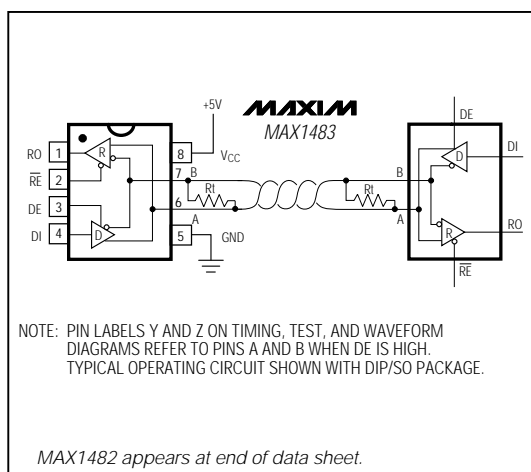 +5V
MAXIM
MAX1483
DE
RO 1
8 VCC
R
D
DI
RE 2
7 B
Rt
Rt
B
DE 3
6 A
A
DI 4
D
5 GND
R
RO
RE
NOTE: PIN LABELS Y AND Z ON TIMING, TEST, AND WAVEFORM
DIAGRAMS REFER TO PINS A AND B WHEN DE IS HIGH.
TYPICAL OPERATING CIRCUIT SHOWN WITH DIP/SO PACKAGE.
MAX1482 appears at end of data sheet.